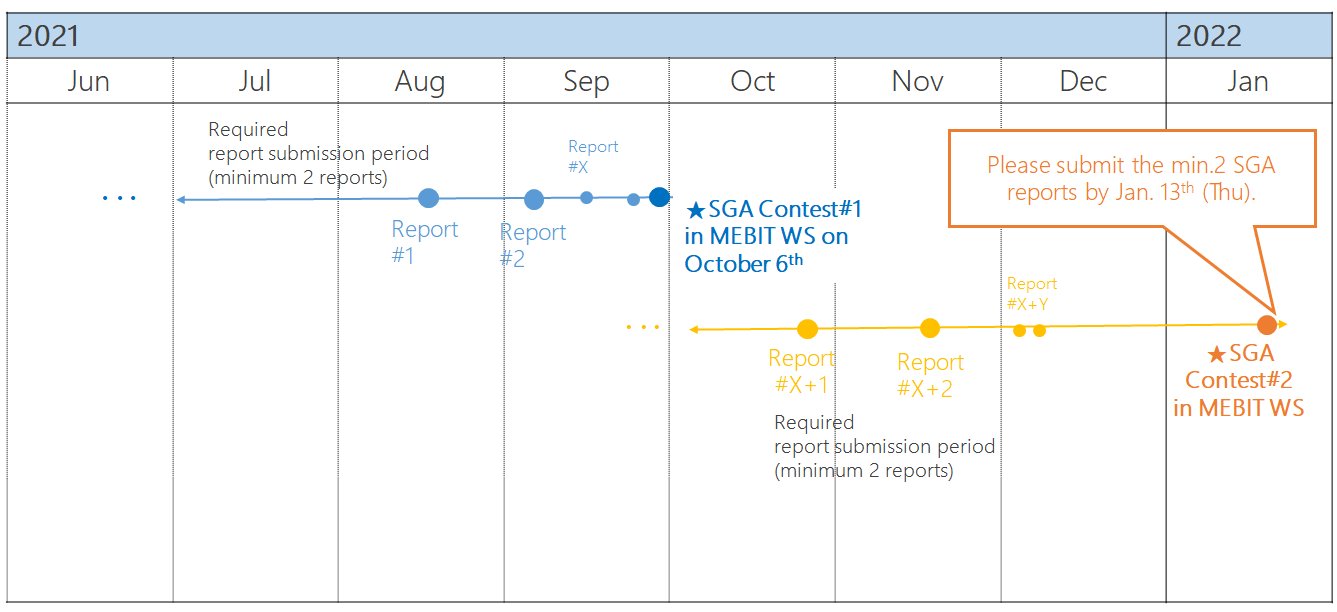 2021
2022
Jun
Jul
Aug
Sep
Oct
Nov
Dec
Jan
Required
report submission period
(minimum 2 reports)
Report
#X
Please submit the min.2 SGA
reports by Jan. 13th (Thu).
...
Report
#1
Report
#2
★SGA Contest#1
in MEBIT WS on
October 6th
Report
#X+Y
...
Report
#X+1
Report
#X+2
★SGA
Contest#2
in MEBIT WS
Required
report submission period
(minimum 2 reports)